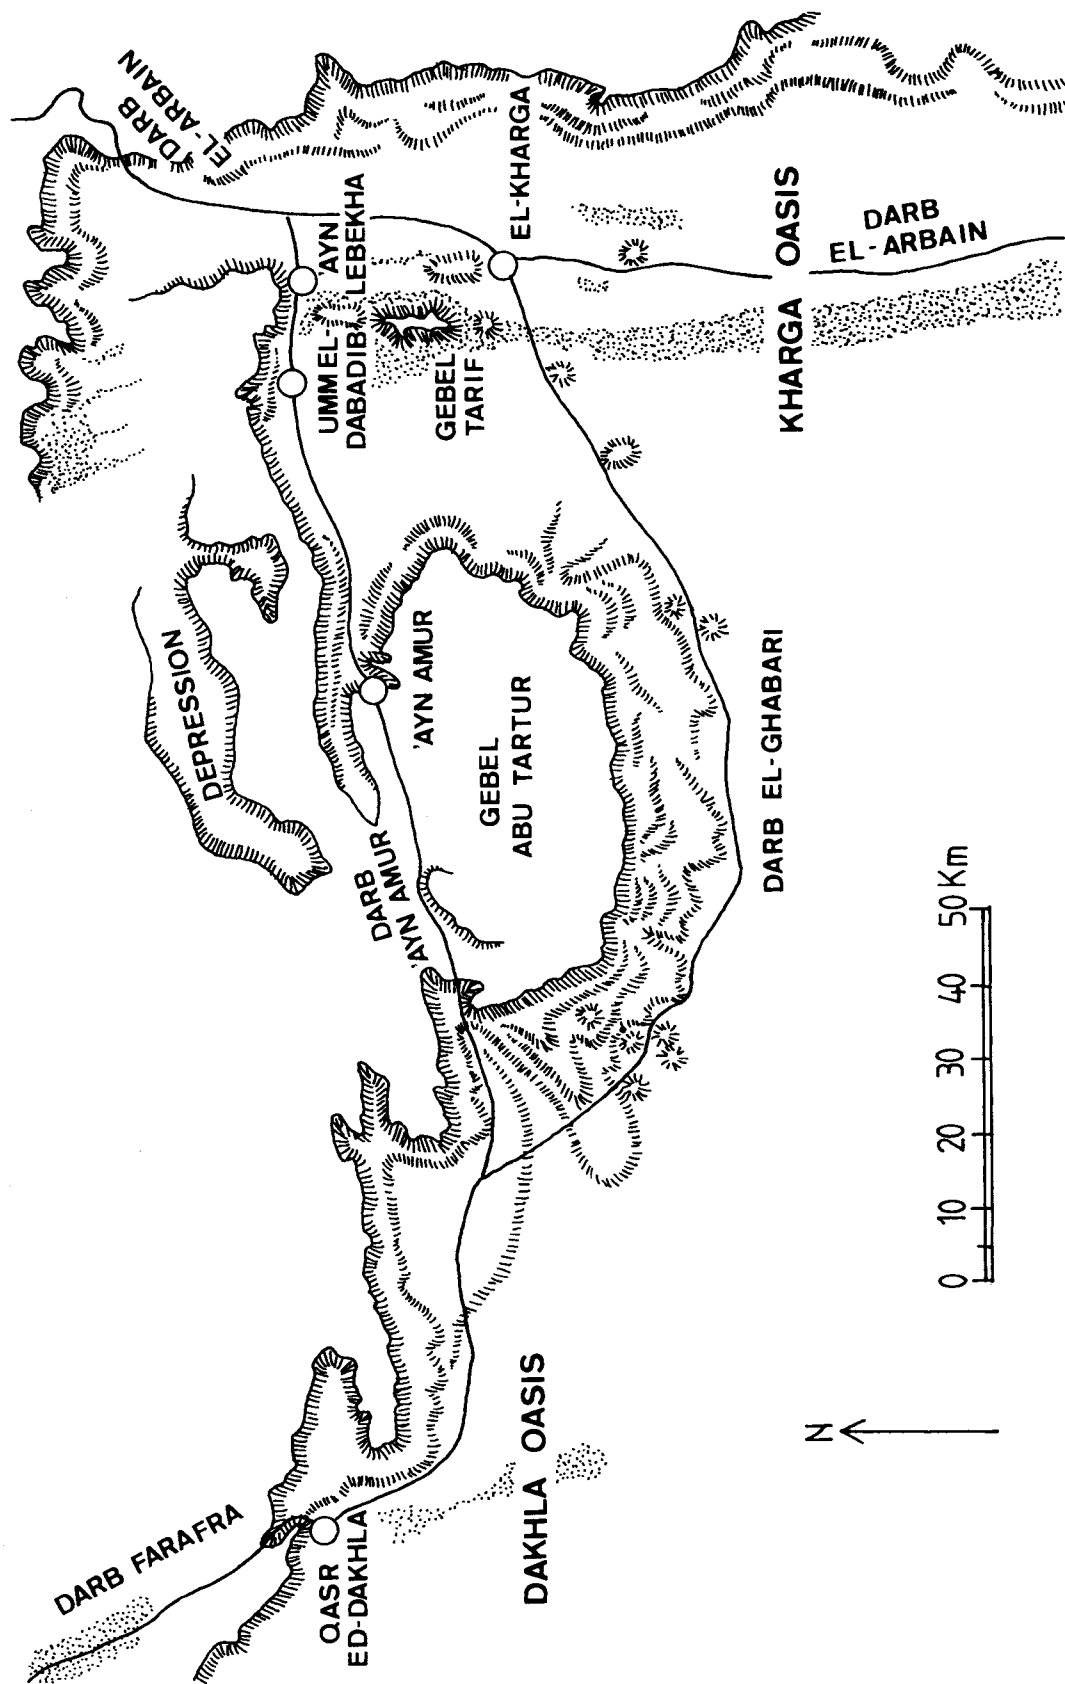 DARB
EL-ARBAIN
'AYN
LEBEKHA
UMM EL-
DABADIB
GEBEL
TARIF
EL-KHARGA
KHARGA OASIS
DARB
EL-ARBAIN
DEPRESSION
'AYN AMUR
GEBEL
ABU TARTUR
DARB
'AYN AMUR
DARB EL-GHABARI
DARB FARAFRA
QASR
ED-DAKHLA
DAKHLA OASIS
N
0 10 20 30 40 50 Km